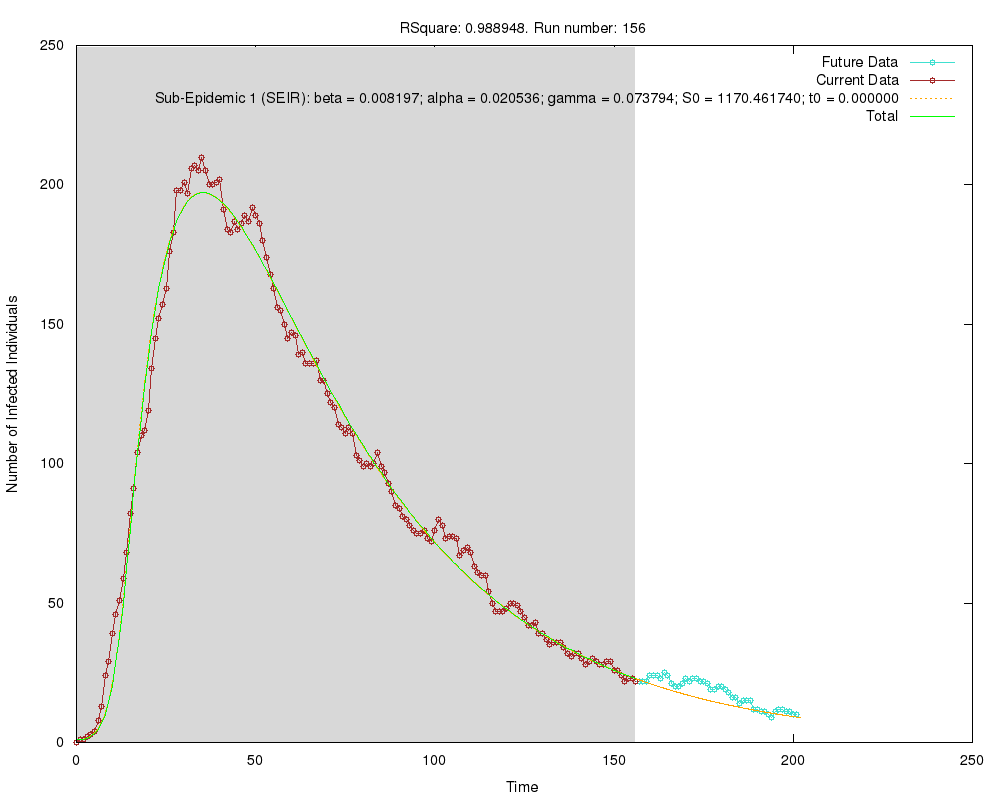 RSquare: 0.988948. Run number: 156
250
Future Data
Current Data
Sub-Epidemic 1 (SEIR): beta = 0.008197; alpha = 0.020536; gamma = 0.073794; S0 = 1170.461740; t0 = 0.000000
Total
200
150
100
50
0
Number of Infected Individuals
0 50 100 150 200 250
Time